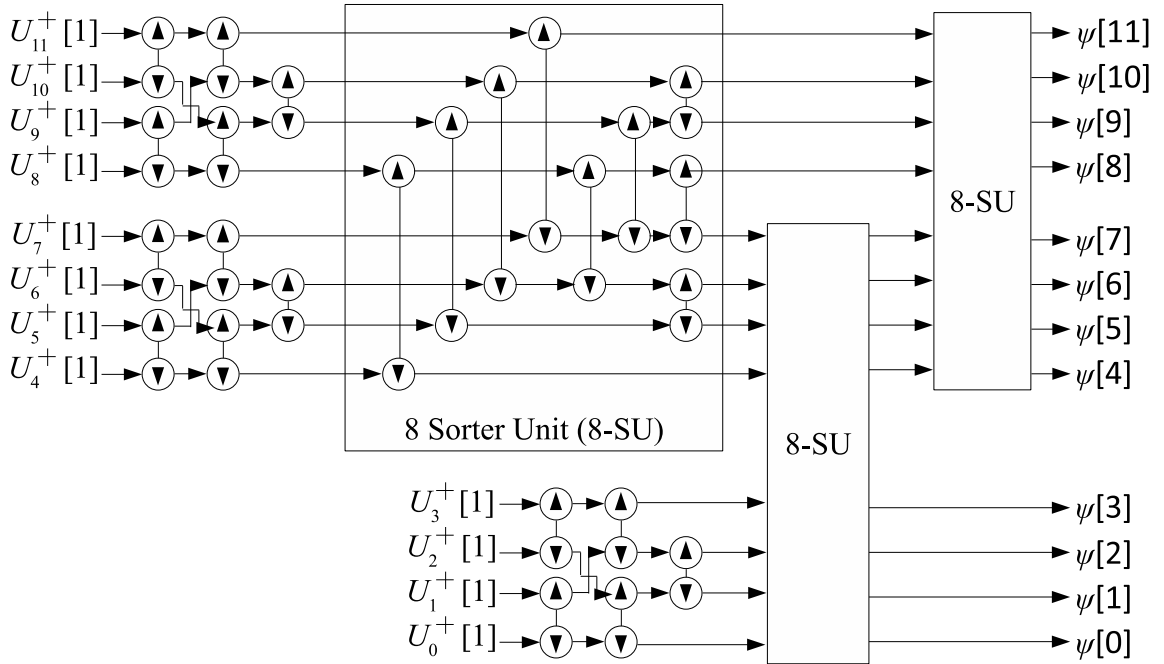 U₁₁⁺[1]
ψ[11]
U₁₀⁺[1]
ψ[10]
U₉⁺[1]
ψ[9]
U₈⁺[1]
ψ[8]
8-SU
U₇⁺[1]
ψ[7]
U₆⁺[1]
ψ[6]
U₅⁺[1]
ψ[5]
U₄⁺[1]
ψ[4]
8 Sorter Unit (8-SU)
8-SU
U₃⁺[1]
ψ[3]
U₂⁺[1]
ψ[2]
U₁⁺[1]
ψ[1]
U₀⁺[1]
ψ[0]